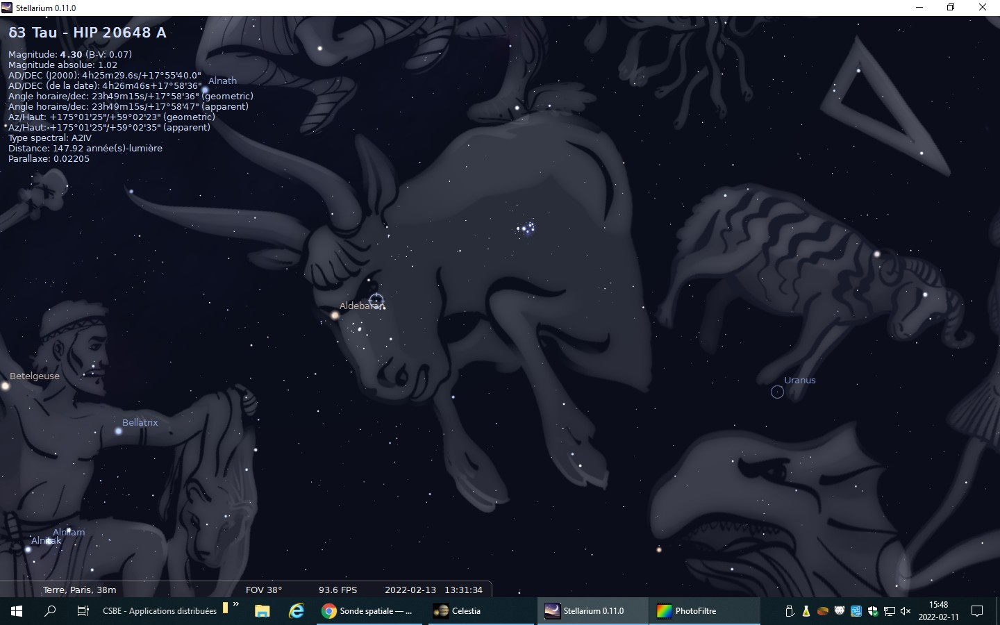 Stellarium 0.11.0
δ3 Tau - HIP 20648 A
Magnitude: 4.30 (B-V: 0.07)
Magnitude absolue: 1.02
AD/DEC (J2000): 4h25m29.6s/+17°55'40.0"
AD/DEC (de la date): 4h26m46s+17°58'36"
Angle horaire/dec: 23h49m15s/+17°58'36" (geometric)
Angle horaire/dec: 23h49m15s/+17°58'47" (apparent)
Az/Haut: +175°01'25"/+59°02'23" (geometric)
Az/Haut: +175°01'25"/+59°02'35" (apparent)
Type spectral: A2IV
Distance: 147.92 année(s)-lumière
Parallaxe: 0.02205
Alnath
Aldebaran
Betelgeuse
Uranus
Bellatrix
Alnilam
Alnitak
Terre, Paris, 38m FOV 38° 93.6 FPS 2022-02-13 13:31:34
CSBE - Applications distribuées » Sonde spatiale — ... Celestia Stellarium 0.11.0 PhotoFiltre 15:48
2022-02-11